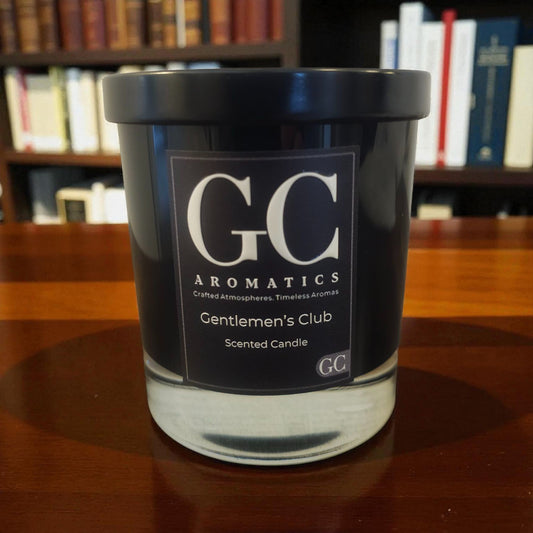 GC
AROMATICS
Crafted Atmospheres. Timeless Aromas
Gentlemen's Club
Scented Candle
GC